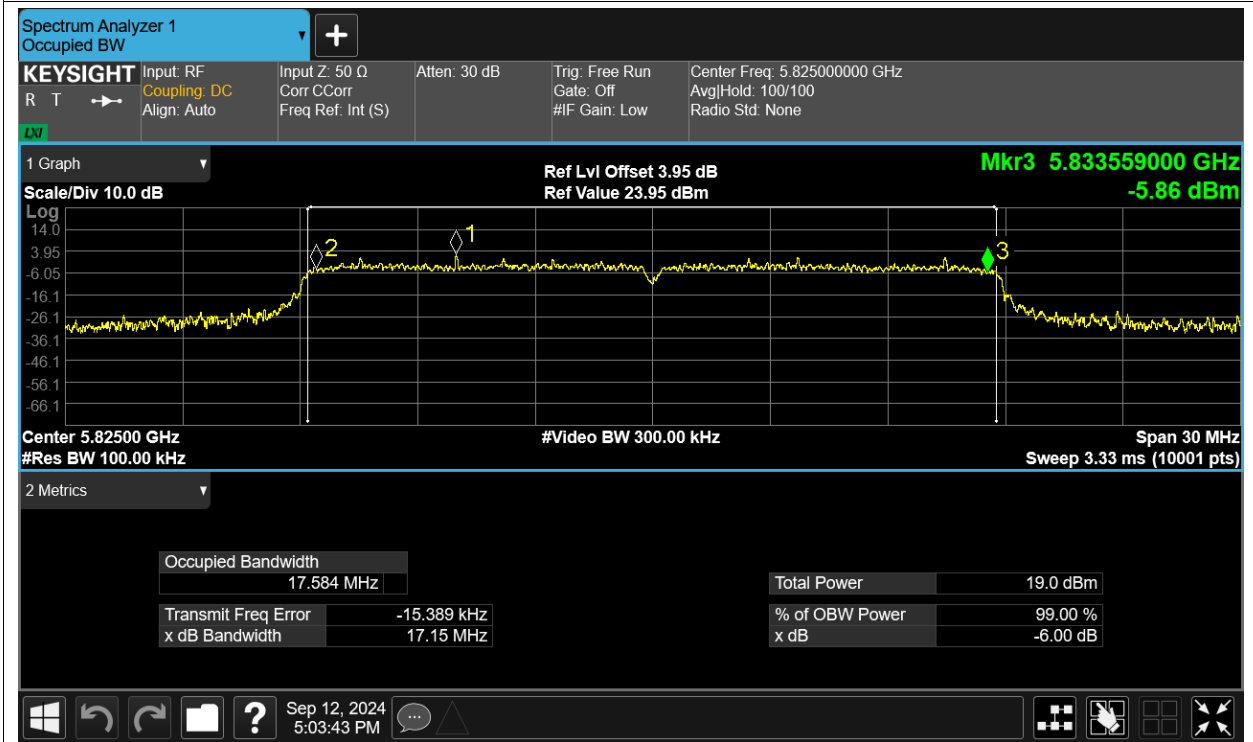 Spectrum Analyzer 1
Occupied BW
KEYSIGHT
R T
LXI
Input: RF
Coupling: DC
Align: Auto
Input Z: 50 Ω
Corr CCorr
Freq Ref: Int (S)
Atten: 30 dB
Trig: Free Run
Gate: Off
#IF Gain: Low
Center Freq: 5.825000000 GHz
Avg|Hold: 100/100
Radio Std: None
1 Graph
Scale/Div 10.0 dB
Ref Lvl Offset 3.95 dB
Ref Value 23.95 dBm
Mkr3 5.833559000 GHz
-5.86 dBm
Log
14.0
3.95
-6.05
-16.1
-26.1
-36.1
-46.1
-56.1
-66.1
2
1
3
Center 5.82500 GHz
#Res BW 100.00 kHz
#Video BW 300.00 kHz
Span 30 MHz
Sweep 3.33 ms (10001 pts)
2 Metrics
Occupied Bandwidth
17.584 MHz
Transmit Freq Error -15.389 kHz
x dB Bandwidth 17.15 MHz
Total Power 19.0 dBm
% of OBW Power 99.00 %
x dB -6.00 dB
?
Sep 12, 2024
5:03:43 PM